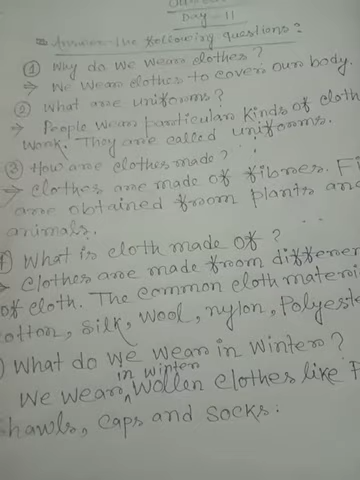 Day - 11
Answer the following questions:
① Why do we wear clothes?
→ We wear clothes to cover our body.
② What are uniforms?
→ People wear particular kinds of cloth
work. They are called uniforms.
③ How are clothes made?
→ Clothes are made of fibres. Fi
are obtained from plants and
animals.
What is cloth made of?
→ Clothes are made from differen
of cloth. The common cloth materia
cotton, silk, wool, nylon, Polyeste
What do we wear in winter?
We wear in winter wollen clothes like
Shawls, caps and socks.